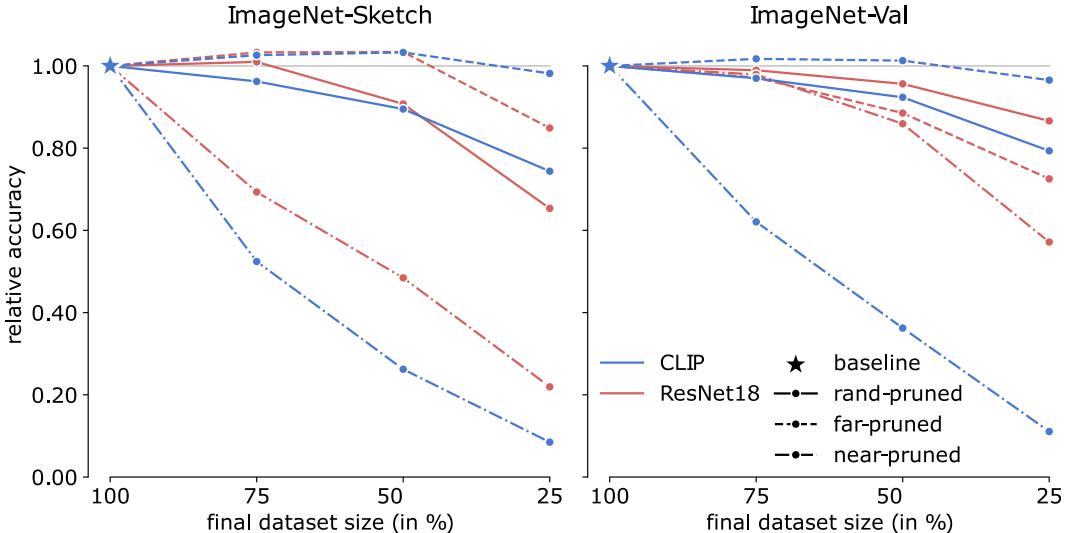 ImageNet-Sketch
ImageNet-Val
relative accuracy
1.00
0.80
0.60
0.40
0.20
0.00
100 75 50 25
final dataset size (in %)
CLIP
ResNet18
baseline
rand-pruned
far-pruned
near-pruned
100 75 50 25
final dataset size (in %)